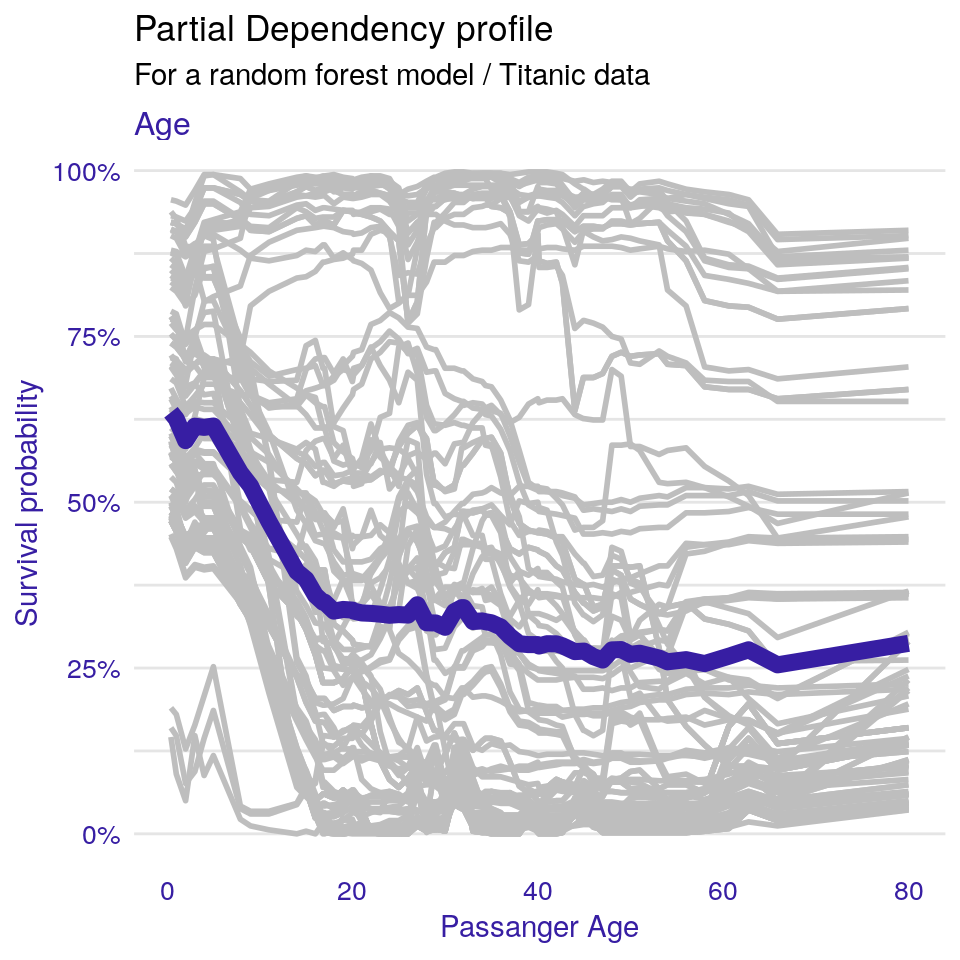 Partial Dependency profile
For a random forest model / Titanic data
Age
100%
75%
50%
25%
0%
Survival probability
0 20 40 60 80
Passanger Age